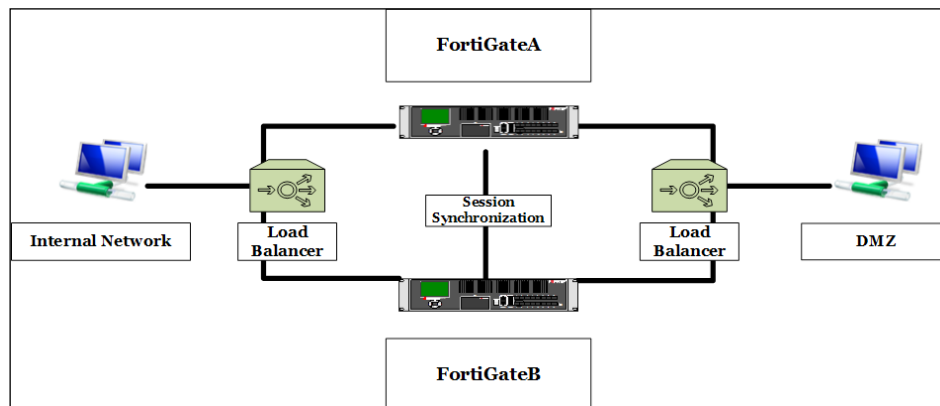 FortiGateA
Session
Synchronization
Internal Network
Load
Balancer
Load
Balancer
DMZ
FortiGateB